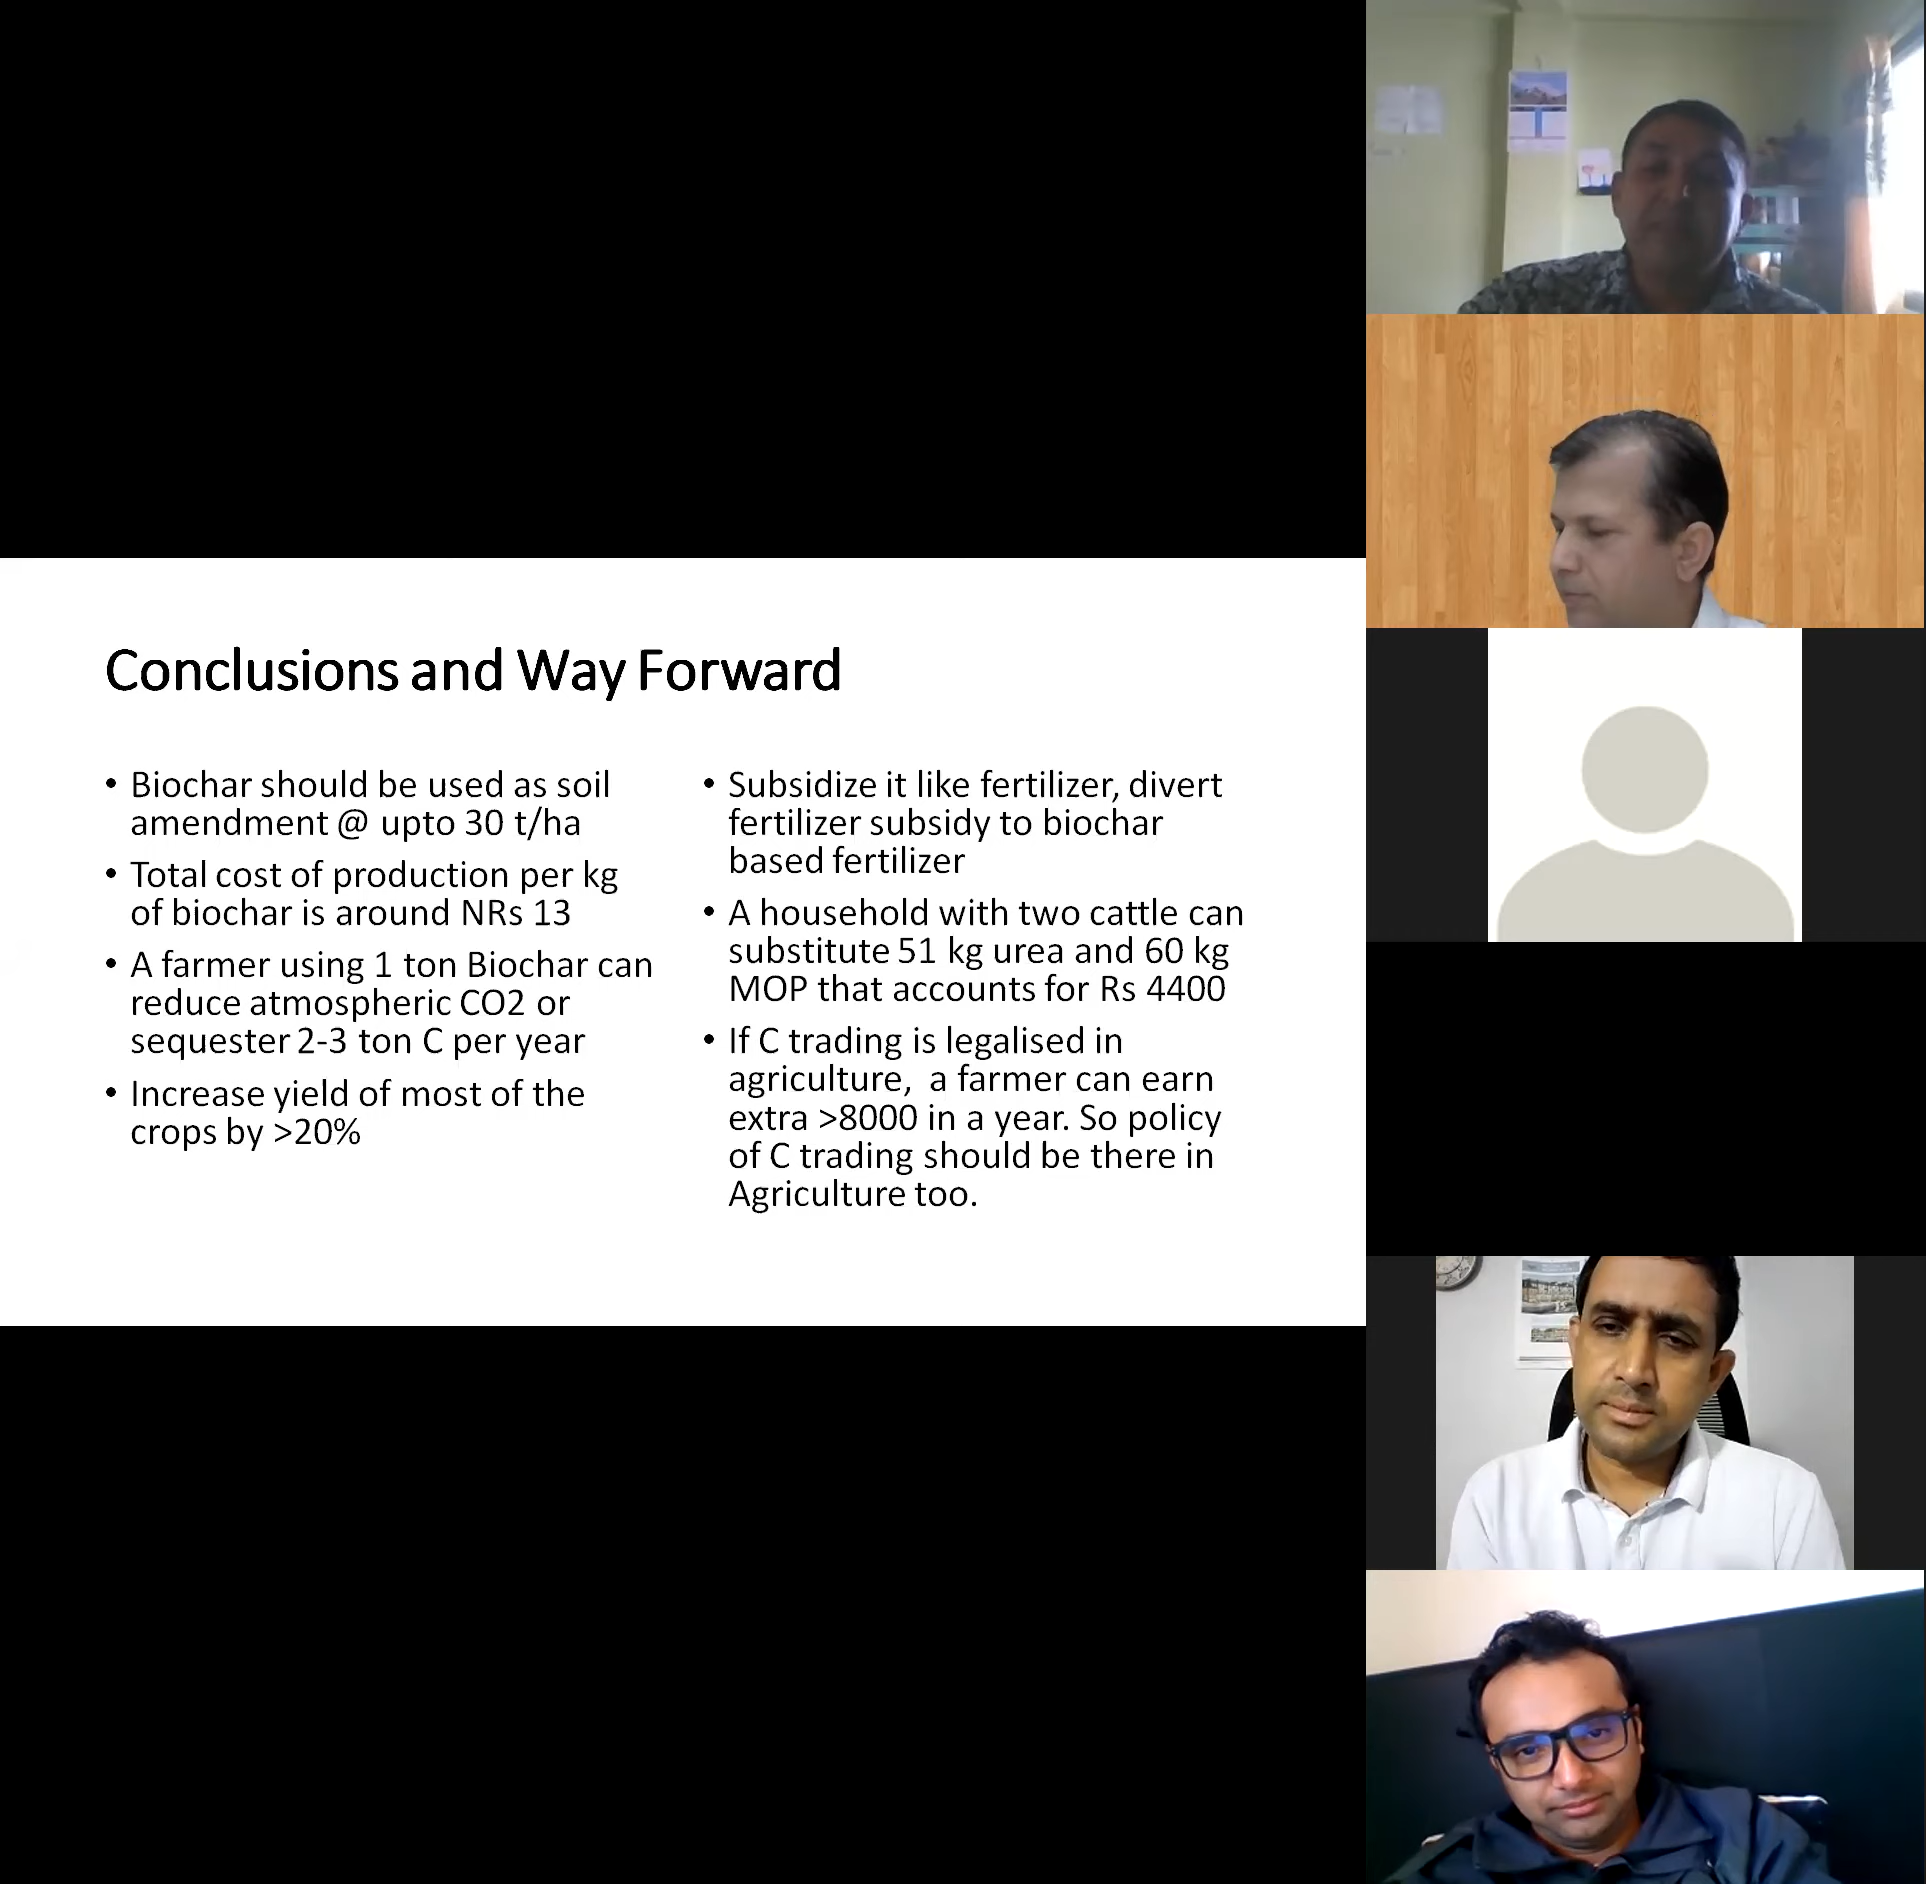 Conclusions and Way Forward
• Biochar should be used as soil
amendment @ upto 30 t/ha
• Total cost of production per kg
of biochar is around NRs 13
• A farmer using 1 ton Biochar can
reduce atmospheric CO2 or
sequester 2-3 ton C per year
• Increase yield of most of the
crops by >20%
• Subsidize it like fertilizer, divert
fertilizer subsidy to biochar
based fertilizer
• A household with two cattle can
substitute 51 kg urea and 60 kg
MOP that accounts for Rs 4400
• If C trading is legalised in
agriculture,  a farmer can earn
extra >8000 in a year. So policy
of C trading should be there in
Agriculture too.